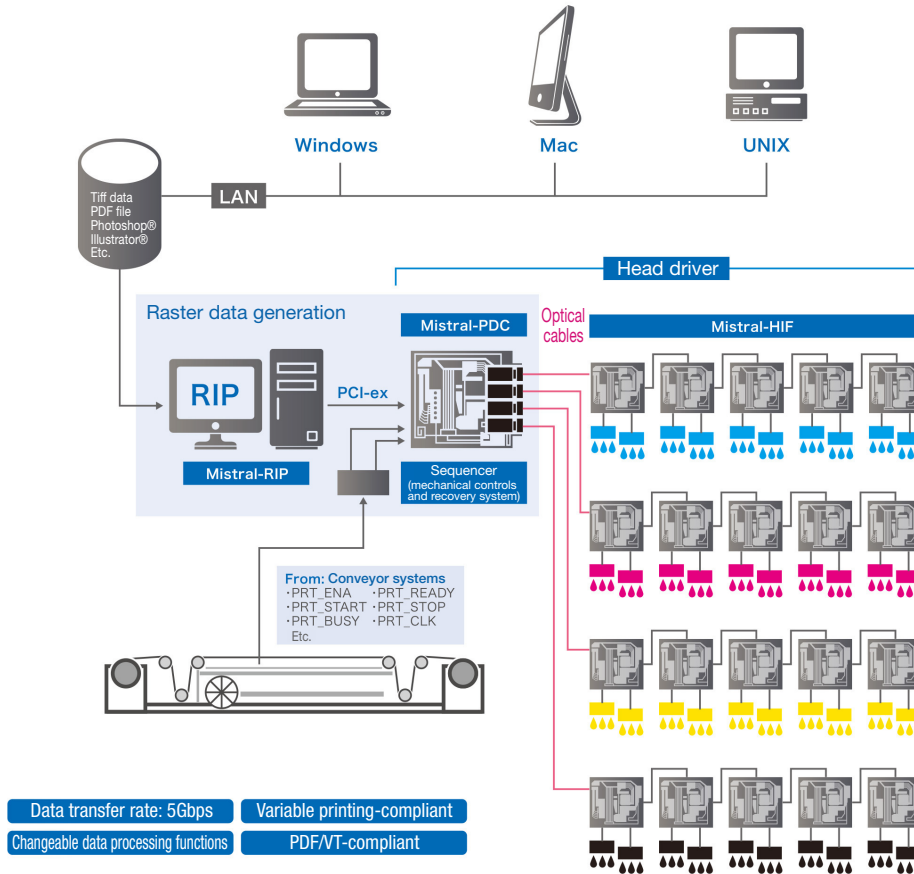 Windows
Mac
UNIX
Tiff data
PDF file
Photoshop®
Illustrator®
Etc.
LAN
Head driver
Raster data generation
Mistral-PDC
Optical
cables
Mistral-HIF
RIP
PCI-ex
Mistral-RIP
Sequencer
(mechanical controls
and recovery system)
From: Conveyor systems
・PRT_ENA ・PRT_READY
・PRT_START ・PRT_STOP
・PRT_BUSY ・PRT_CLK
Etc.
Data transfer rate: 5Gbps
Variable printing-compliant
Changeable data processing functions
PDF/VT-compliant